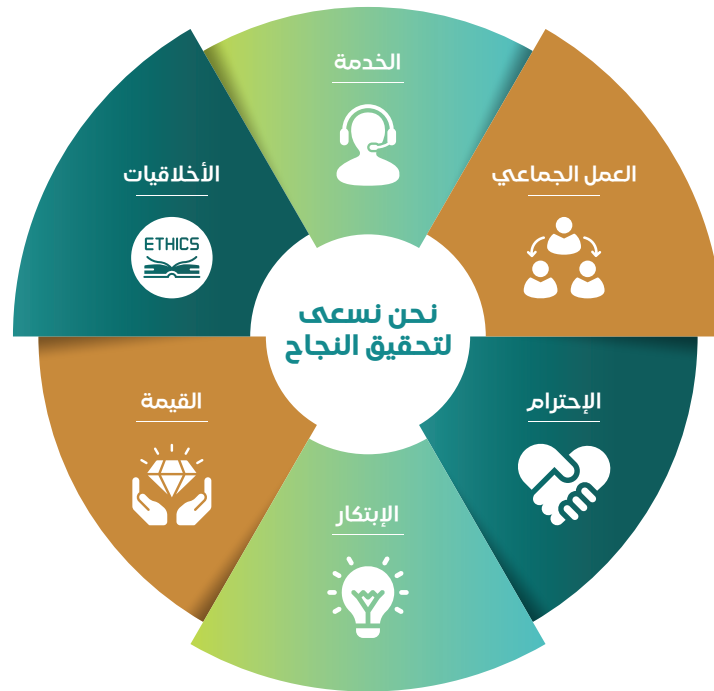 الخدمة
العمل الجماعي
الأخلاقيات
ETHICS
نحن نسعى
لتحقيق النجاح
الإحترام
القيمة
الإبتكار